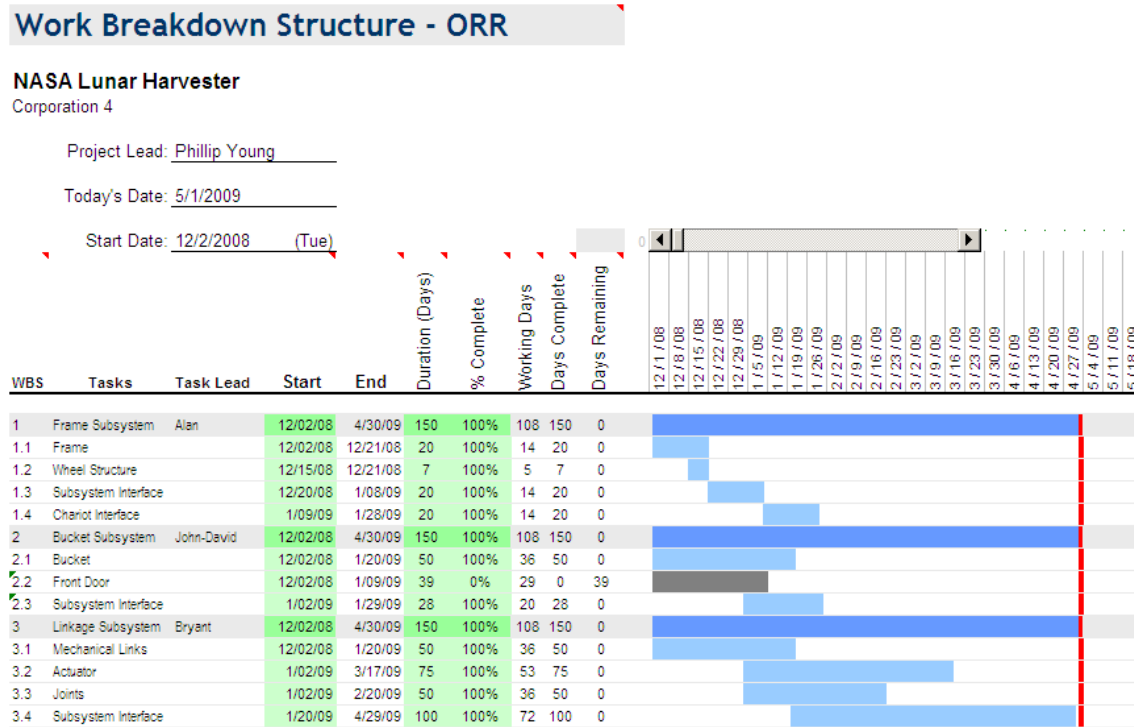 Work Breakdown Structure - ORR
NASA Lunar Harvester
Corporation 4
Project Lead: Phillip Young
Today's Date: 5/1/2009
Start Date: 12/2/2008 (Tue)
0
WBS Tasks Task Lead Start End Duration (Days) % Complete Working Days Days Complete Days Remaining 12 / 1 / 08 12 / 8 / 08 12 / 15 / 08 12 / 22 / 08 12 / 29 / 08 1 / 5 / 09 1 / 12 / 09 1 / 19 / 09 1 / 26 / 09 2 / 2 / 09 2 / 9 / 09 2 / 16 / 09 2 / 23 / 09 3 / 2 / 09 3 / 9 / 09 3 / 16 / 09 3 / 23 / 09 3 / 30 / 09 4 / 6 / 09 4 / 13 / 09 4 / 20 / 09 4 / 27 / 09 5 / 4 / 09 5 / 11 / 09 5 / 18 / 09
1 Frame Subsystem Alan 12/02/08 4/30/09 150 100% 108 150 0
1.1 Frame 12/02/08 12/21/08 20 100% 14 20 0
1.2 Wheel Structure 12/15/08 12/21/08 7 100% 5 7 0
1.3 Subsystem Interface 12/20/08 1/08/09 20 100% 14 20 0
1.4 Chariot Interface 1/09/09 1/28/09 20 100% 14 20 0
2 Bucket Subsystem John-David 12/02/08 4/30/09 150 100% 108 150 0
2.1 Bucket 12/02/08 1/20/09 50 100% 36 50 0
2.2 Front Door 12/02/08 1/09/09 39 0% 29 0 39
2.3 Subsystem Interface 1/02/09 1/29/09 28 100% 20 28 0
3 Linkage Subsystem Bryant 12/02/08 4/30/09 150 100% 108 150 0
3.1 Mechanical Links 12/02/08 1/20/09 50 100% 36 50 0
3.2 Actuator 1/02/09 3/17/09 75 100% 53 75 0
3.3 Joints 1/02/09 2/20/09 50 100% 36 50 0
3.4 Subsystem Interface 1/20/09 4/29/09 100 100% 72 100 0